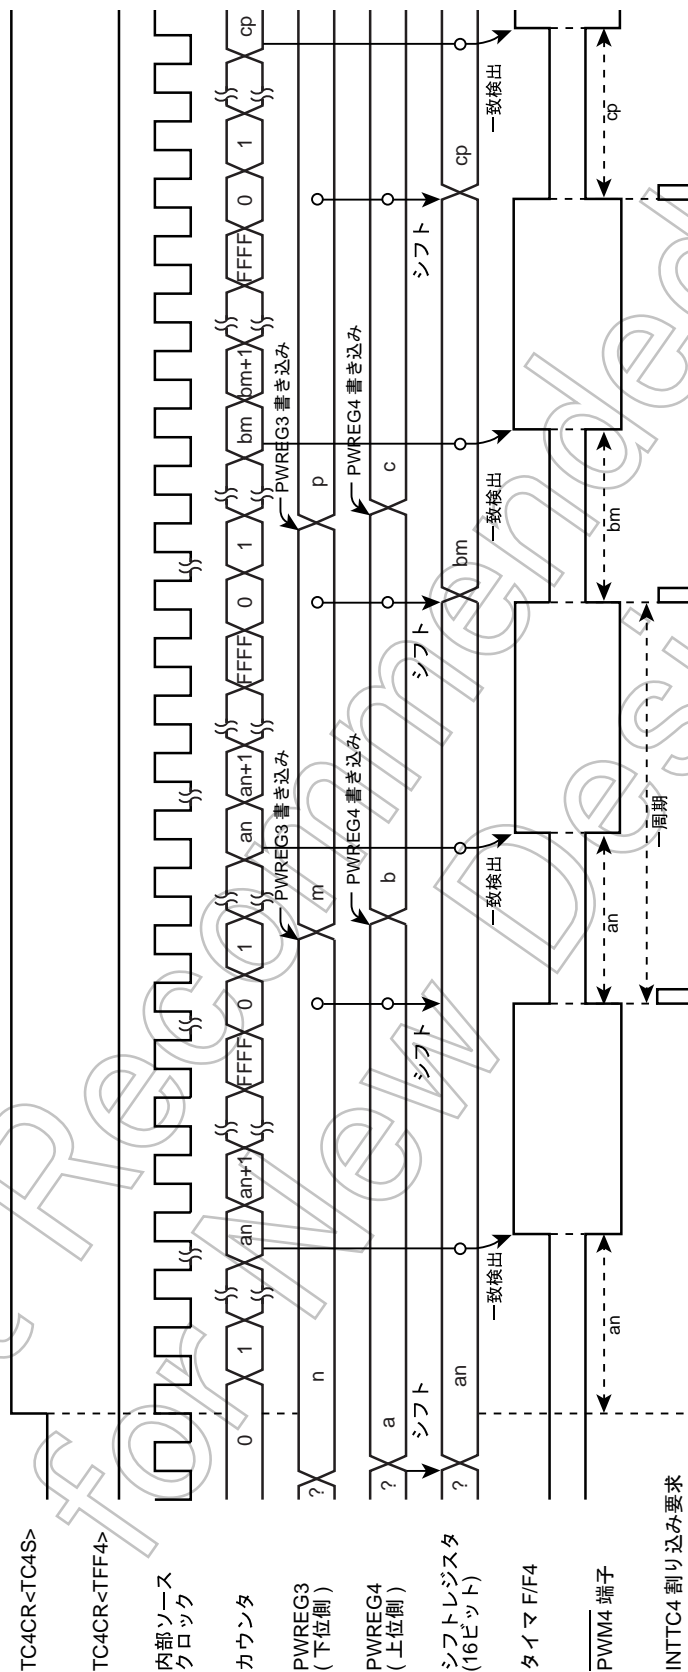 TC4CR<TC4S>
TC4CR<TFF4>
内部ソース
クロック
カウンタ
0
1
an
an+1
FFFF
0
1
an
an+1
FFFF
0
1
bm
bm+1
FFFF
0
1
cp
PWREG3
( 下位側 )
?
n
PWREG3 書き込み
m
PWREG3 書き込み
p
PWREG4
( 上位側 )
?
a
PWREG4 書き込み
b
PWREG4 書き込み
c
シフト
シフト
シフト
シフト
シフトレジスタ
(16ビット)
?
an
bm
cp
一致検出
一致検出
一致検出
一致検出
タイマ F/F4
PWM4 端子
an
an
bm
cp
一周期
INTTC4 割り込み要求
Recommended
for New Desi